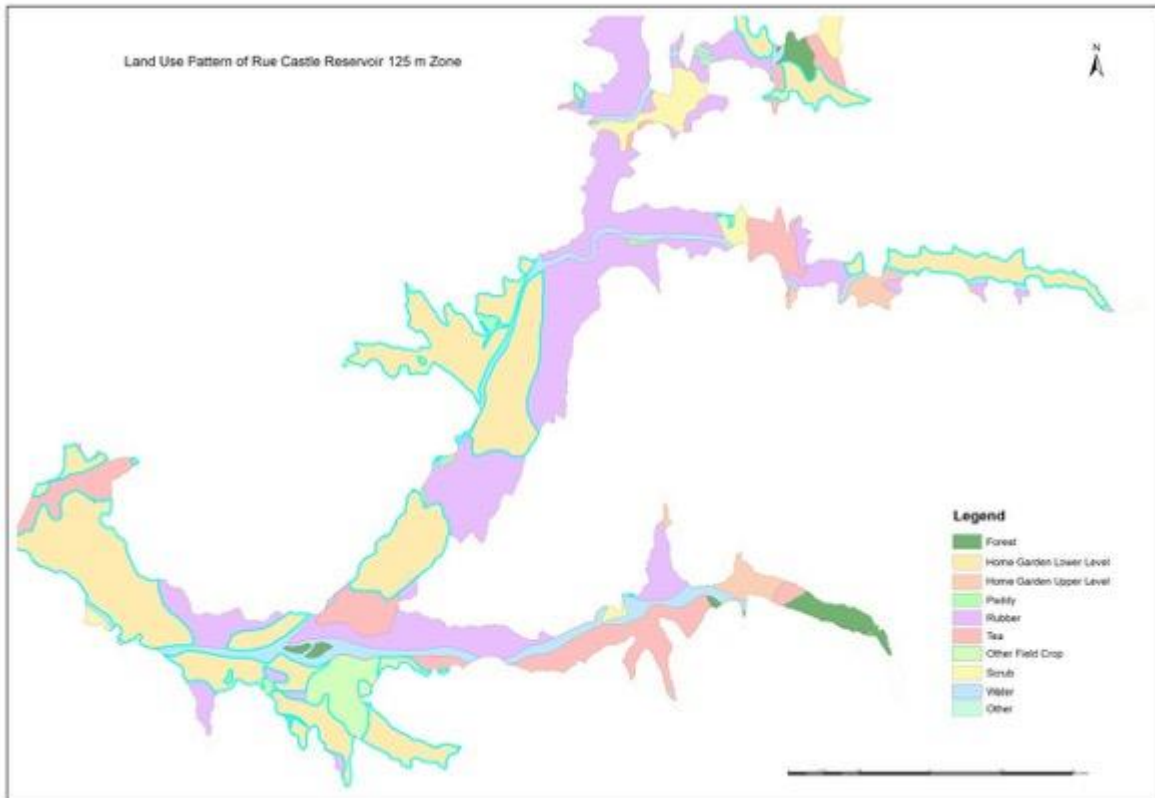 Land Use Pattern of Rue Castle Reservoir 125 m Zone
N
Legend
Forest
Home Garden Lower Level
Home Garden Upper Level
Paddy
Rubber
Tea
Other Field Crop
Scrub
Water
Other